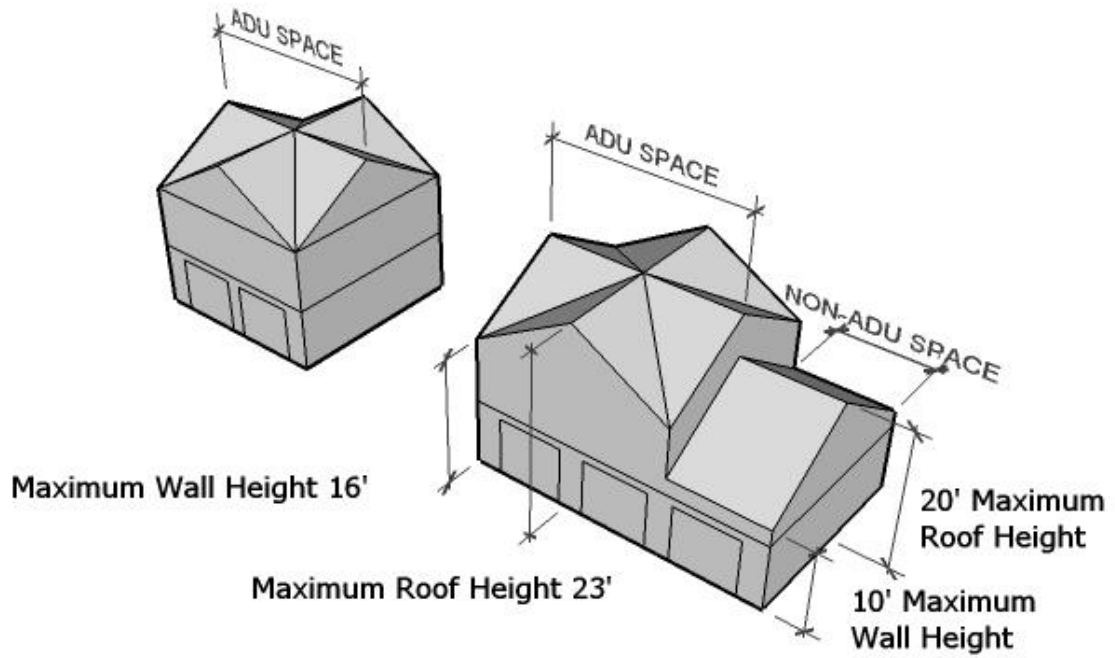 ADU SPACE
ADU SPACE
NON-ADU SPACE
Maximum Wall Height 16'
20' Maximum
Roof Height
Maximum Roof Height 23'
10' Maximum
Wall Height